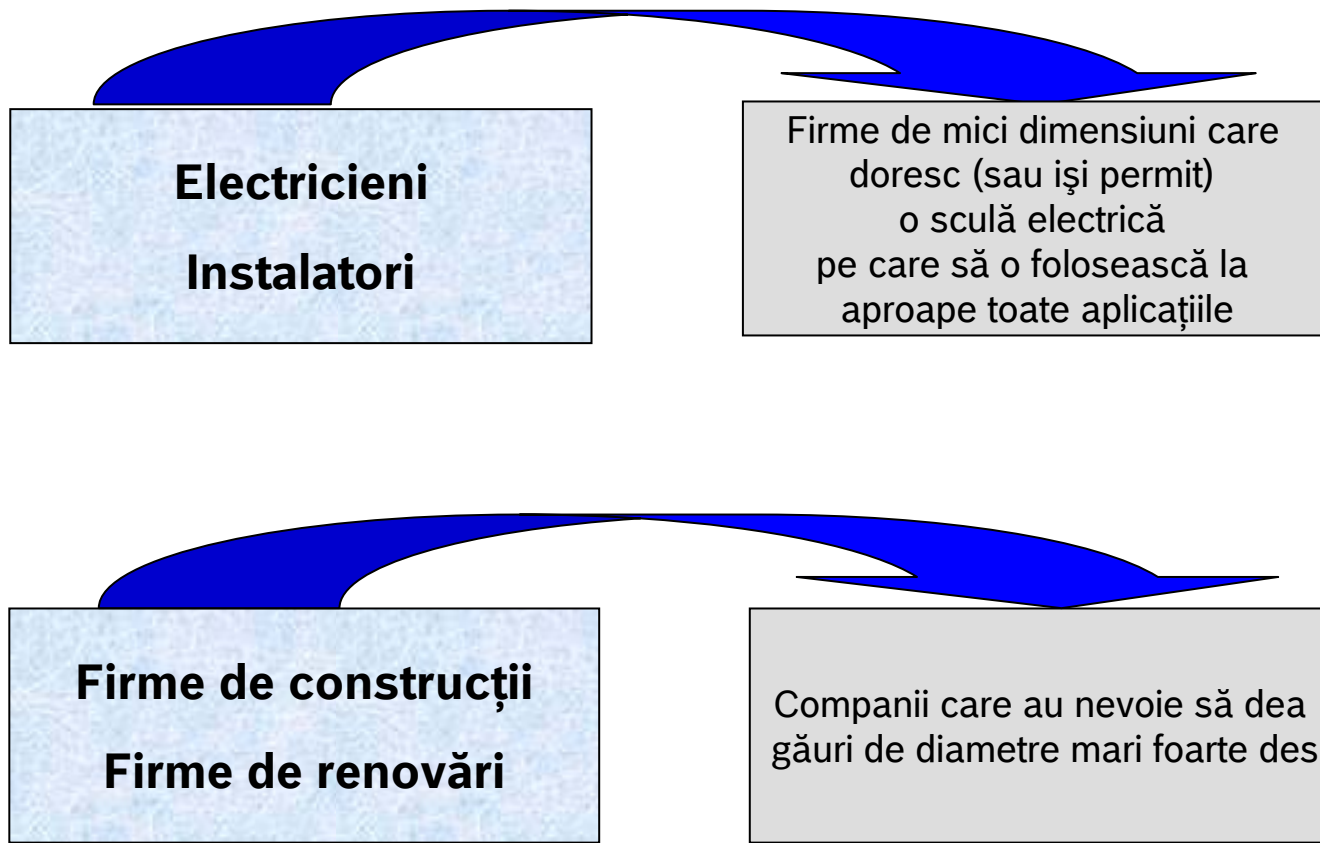 Electricieni
Instalatori
Firme de mici dimensiuni care
doresc (sau işi permit)
o sculă electrică
pe care să o folosească la
aproape toate aplicațiile
Firme de construcții
Firme de renovări
Companii care au nevoie să dea
găuri de diametre mari foarte des